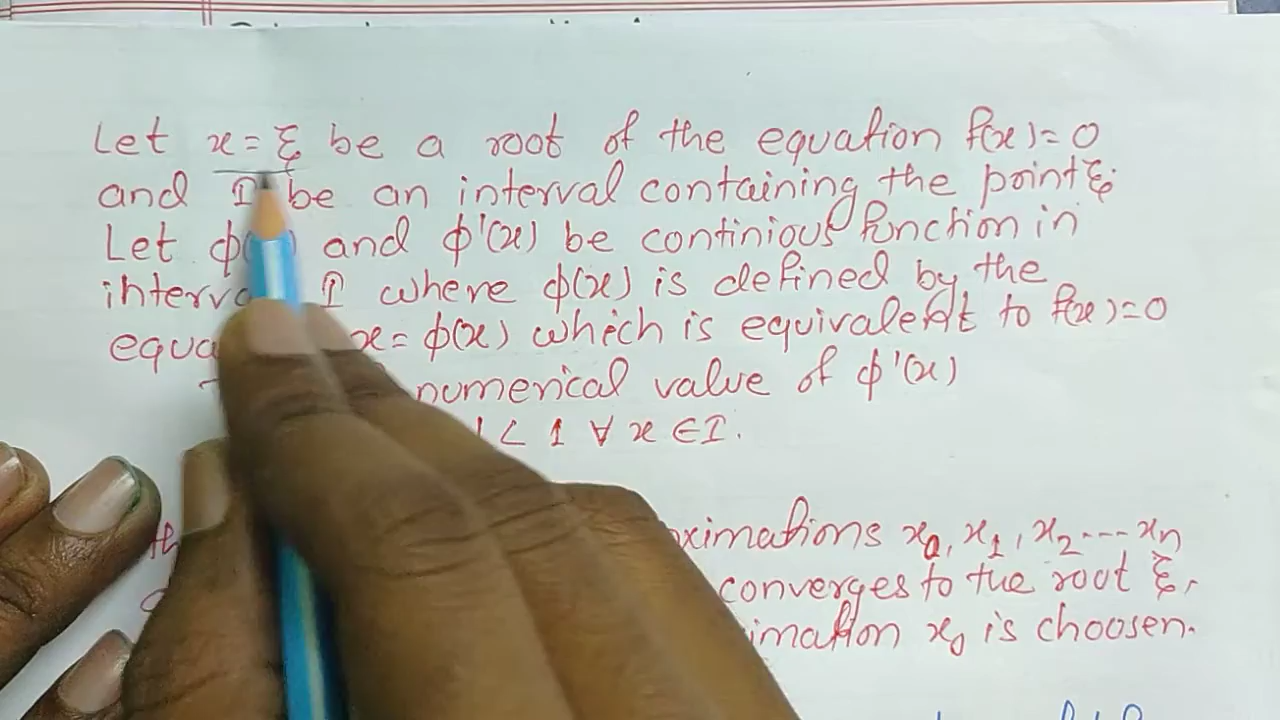 Let x = ξ be a root of the equation f(x) = 0
and I be an interval containing the point ξ.
Let ϕ( ) and ϕ'(x) be continious function in
interva I where ϕ(x) is defined by the
equa x = ϕ(x) which is equivalent to f(x) = 0
numerical value of ϕ'(x)
< 1 ∀ x ∈ I.
ximations x0, x1, x2 --- xn
converges to the root ξ,
imation x0 is choosen.